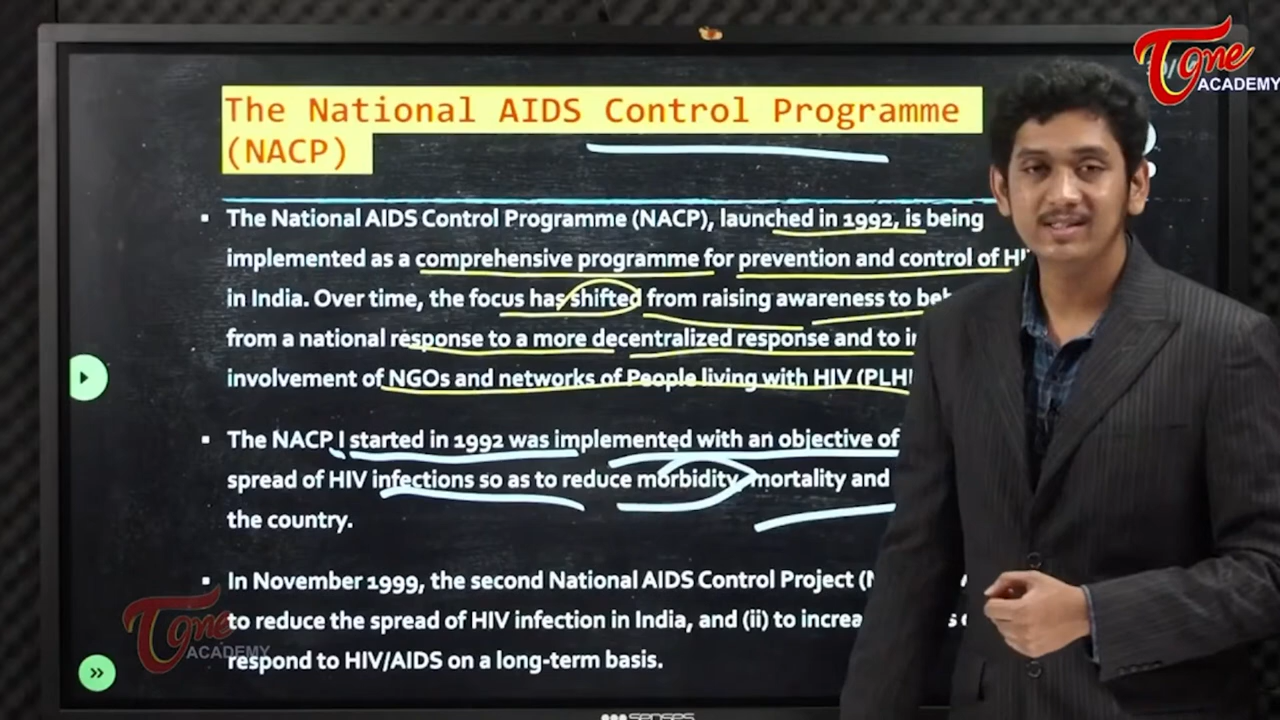 Tone
ACADEMY
The National AIDS Control Programme
(NACP)
▪ The National AIDS Control Programme (NACP), launched in 1992, is being
implemented as a comprehensive programme for prevention and control of
in India. Over time, the focus has shifted from raising awareness to
from a national response to a more decentralized response and to
involvement of NGOs and networks of People living with HIV
▪ The NACP I started in 1992 was implemented with an objective of
spread of HIV infections so as to reduce morbidity, mortality and
the country.
▪ In November 1999, the second National AIDS Control Project
to reduce the spread of HIV infection in India, and (ii) to
respond to HIV/AIDS on a long-term basis.
Tone
ACADEMY
senses